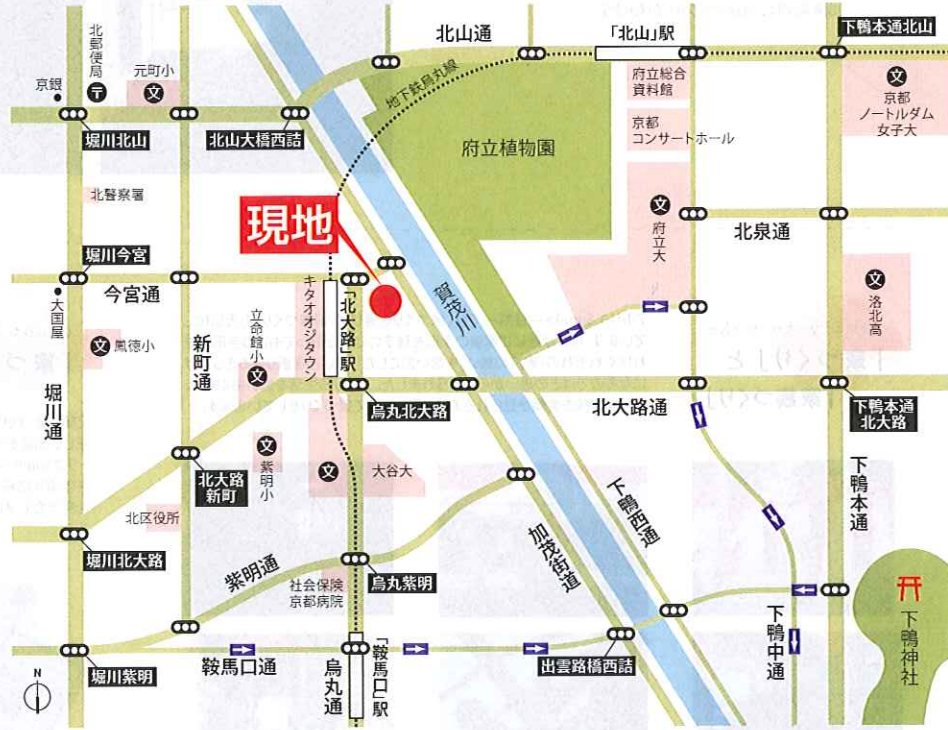 北山通
「北山」駅
下鴨本通北山
北郵便局
元町小
文
京銀
〒
地下鉄烏丸線
府立総合
資料館
文
京都
ノートルダム
女子大
堀川北山
北山大橋西詰
京都
コンサートホール
府立植物園
北警察署
現地
文
府立大
北泉通
堀川今宮
今宮通
キタオオジタウン
「北大路」駅
賀茂川
文
洛北高
大国屋
文
鳳徳小
新町通
立命館小
文
堀川通
烏丸北大路
北大路通
下鴨本通
北大路
文
紫明小
文
大谷大
北大路
新町
下鴨本通
下鴨西通
北区役所
加茂街道
堀川北大路
紫明通
烏丸紫明
社会保険
京都病院
下鴨神社
下鴨中通
N
堀川紫明
鞍馬口通
烏丸通
「鞍馬口」駅
出雲路橋西詰